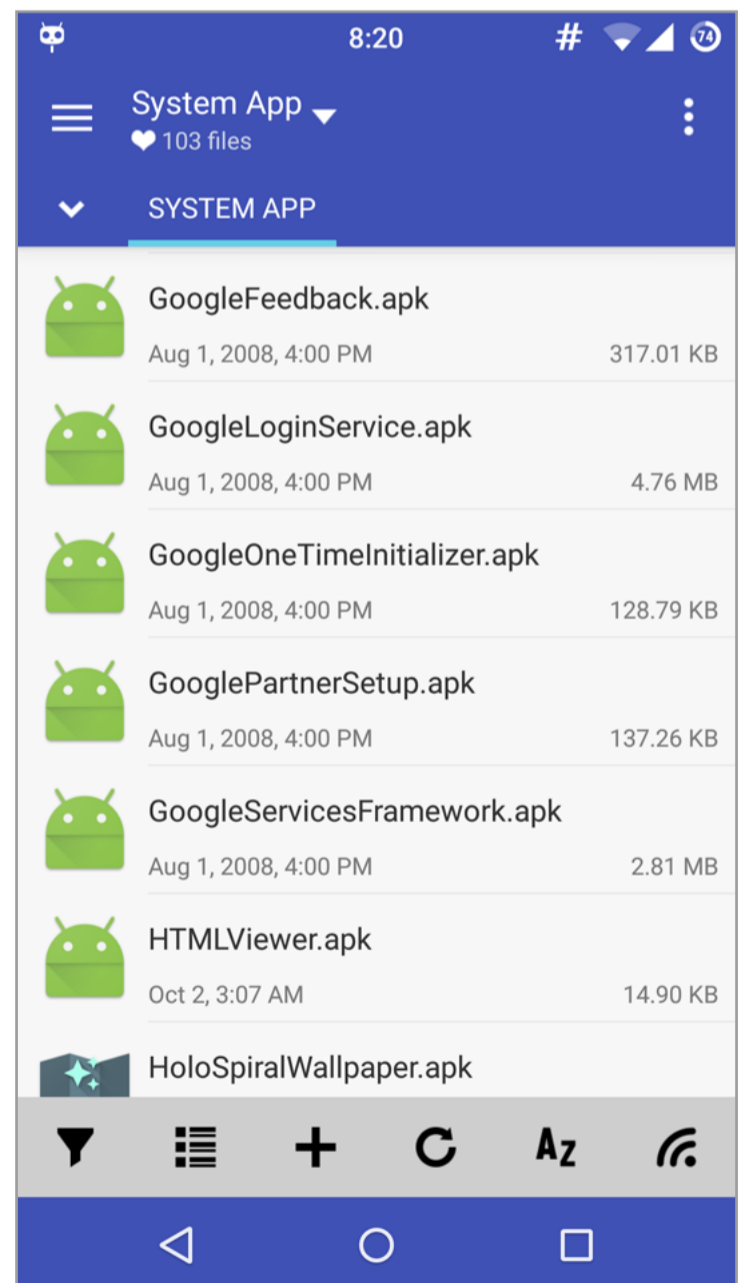 8:20 # 74
System App
103 files
SYSTEM APP
GoogleFeedback.apk
Aug 1, 2008, 4:00 PM 317.01 KB
GoogleLoginService.apk
Aug 1, 2008, 4:00 PM 4.76 MB
GoogleOneTimeInitializer.apk
Aug 1, 2008, 4:00 PM 128.79 KB
GooglePartnerSetup.apk
Aug 1, 2008, 4:00 PM 137.26 KB
GoogleServicesFramework.apk
Aug 1, 2008, 4:00 PM 2.81 MB
HTMLViewer.apk
Oct 2, 3:07 AM 14.90 KB
HoloSpiralWallpaper.apk
AZ